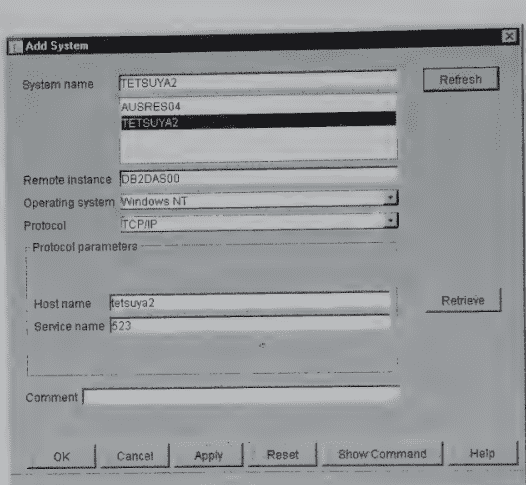 Add System
System name TETSUYA2 Refresh
AUSRES04
TETSUYA2
Remote instance DB2DAS00
Operating system Windows NT
Protocol TCP/IP
Protocol parameters
Host name tetsuya2 Retrieve
Service name 523
Comment
OK Cancel Apply Reset Show Command Help